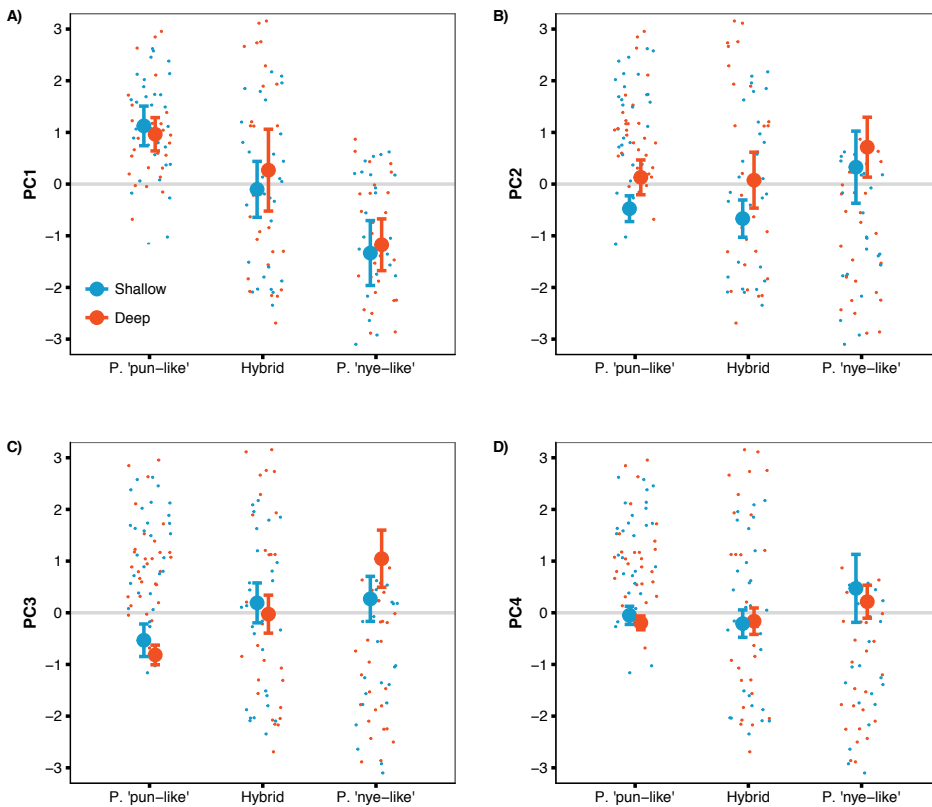 A)
3
2
1
0
−1
−2
−3
PC1
Shallow
Deep
P. 'pun−like'
Hybrid
P. 'nye−like'
B)
3
2
1
0
−1
−2
−3
PC2
P. 'pun−like'
Hybrid
P. 'nye−like'
C)
3
2
1
0
−1
−2
−3
PC3
P. 'pun−like'
Hybrid
P. 'nye−like'
D)
3
2
1
0
−1
−2
−3
PC4
P. 'pun−like'
Hybrid
P. 'nye−like'